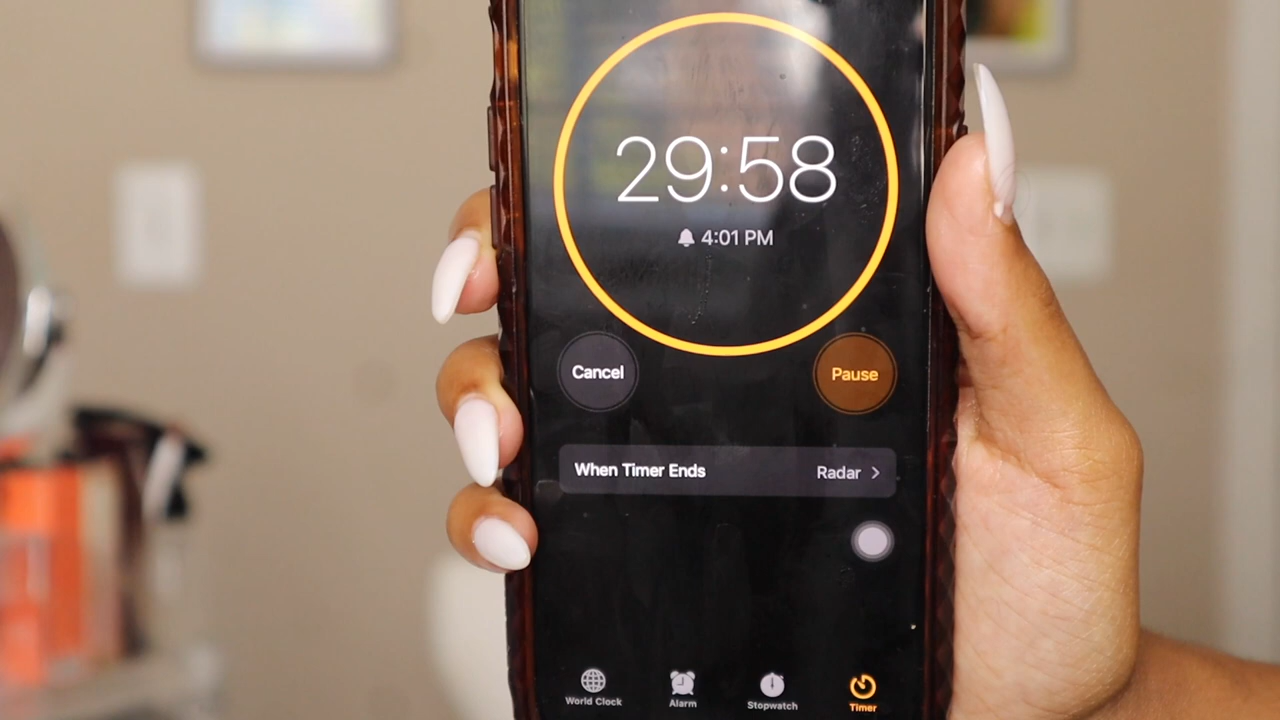 29:58
4:01 PM
Cancel
Pause
When Timer Ends
Radar
World Clock
Alarm
Stopwatch
Timer